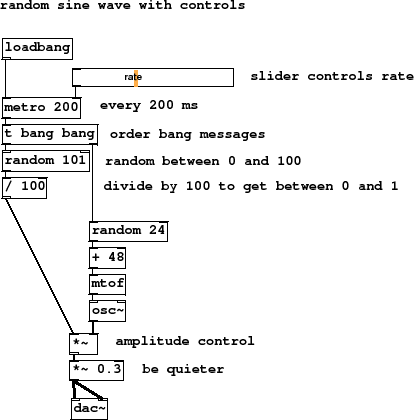 random sine wave with controls
loadbang
rate
slider controls rate
metro 200
every 200 ms
t bang bang
order bang messages
random 101
random between 0 and 100
/ 100
divide by 100 to get between 0 and 1
random 24
+ 48
mtof
osc~
*~
amplitude control
*~ 0.3
be quieter
dac~